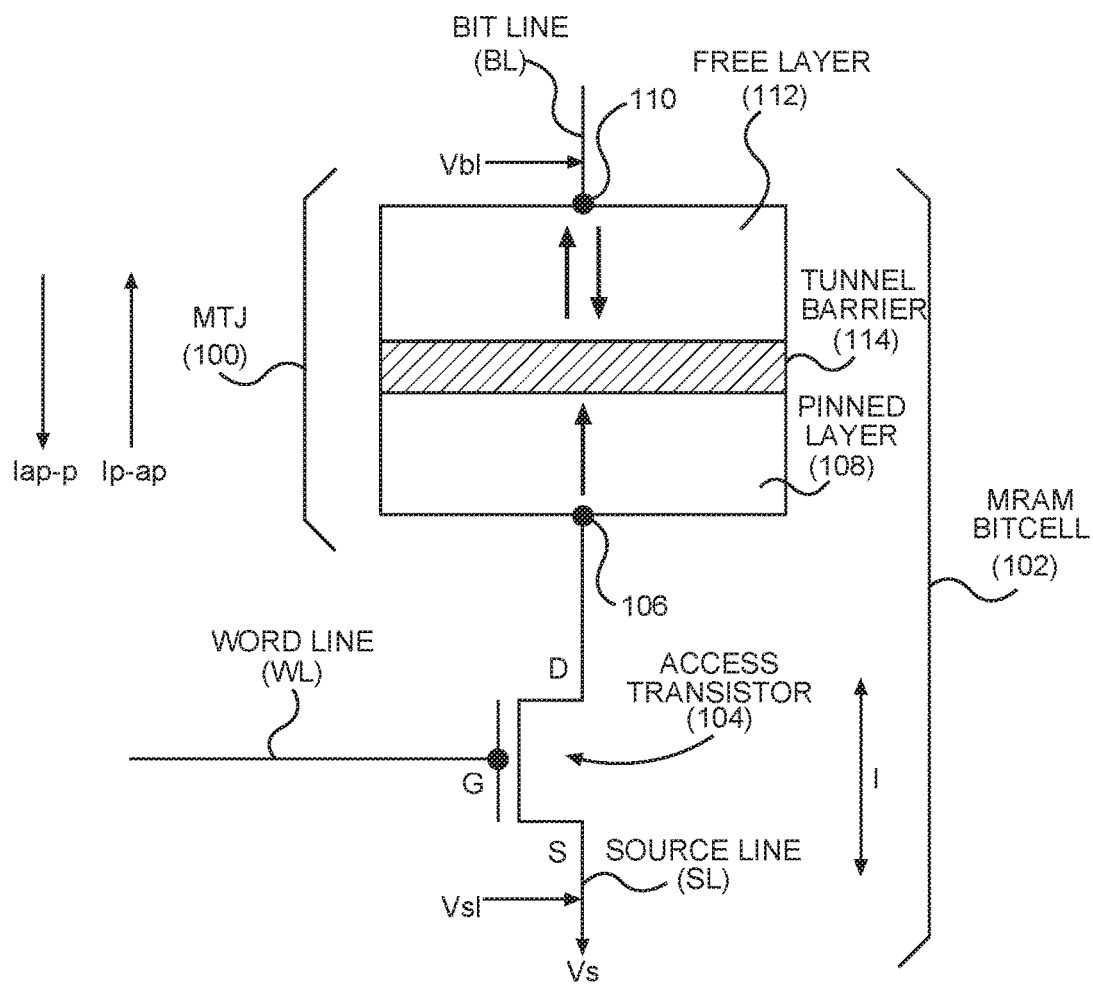 BIT LINE
(BL)
FREE LAYER
(112)
110
Vbl
TUNNEL
BARRIER
(114)
MTJ
(100)
PINNED
LAYER
(108)
Iap-p
Ip-ap
MRAM
BITCELL
(102)
106
WORD LINE
(WL)
D
ACCESS
TRANSISTOR
(104)
G
I
S
SOURCE LINE
(SL)
Vsl
Vs